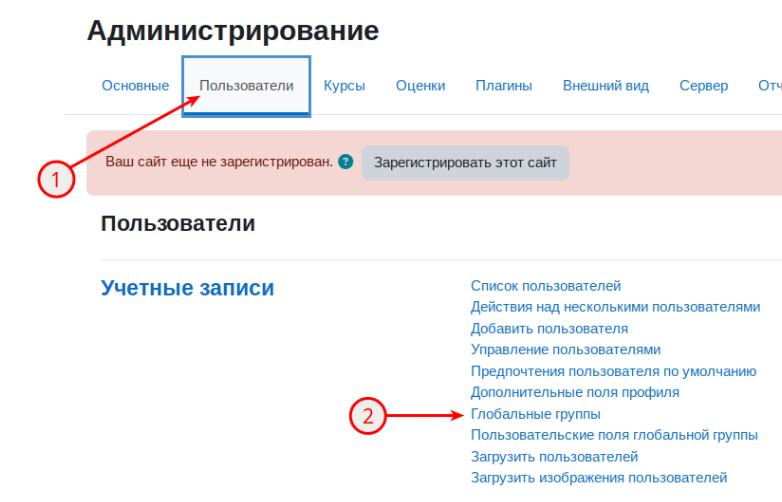 Администрирование
Основные Пользователи Курсы Оценки Плагины Внешний вид Сервер
1
Ваш сайт еще не зарегистрирован. ? Зарегистрировать этот сайт
Пользователи
Учетные записи
Список пользователей
Действия над несколькими пользователями
Добавить пользователя
Управление пользователями
Предпочтения пользователя по умолчанию
Дополнительные поля профиля
2
Глобальные группы
Пользовательские поля глобальной группы
Загрузить пользователей
Загрузить изображения пользователей